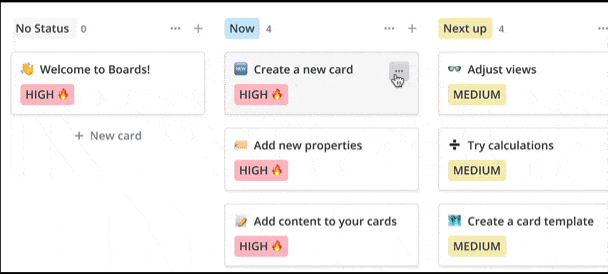 No Status 0
Now 4
Next up 4
👋 Welcome to Boards!
HIGH 🔥
+ New card
Create a new card
HIGH 🔥
Add new properties
HIGH 🔥
Add content to your cards
HIGH 🔥
Adjust views
MEDIUM
Try calculations
MEDIUM
Create a card template
MEDIUM